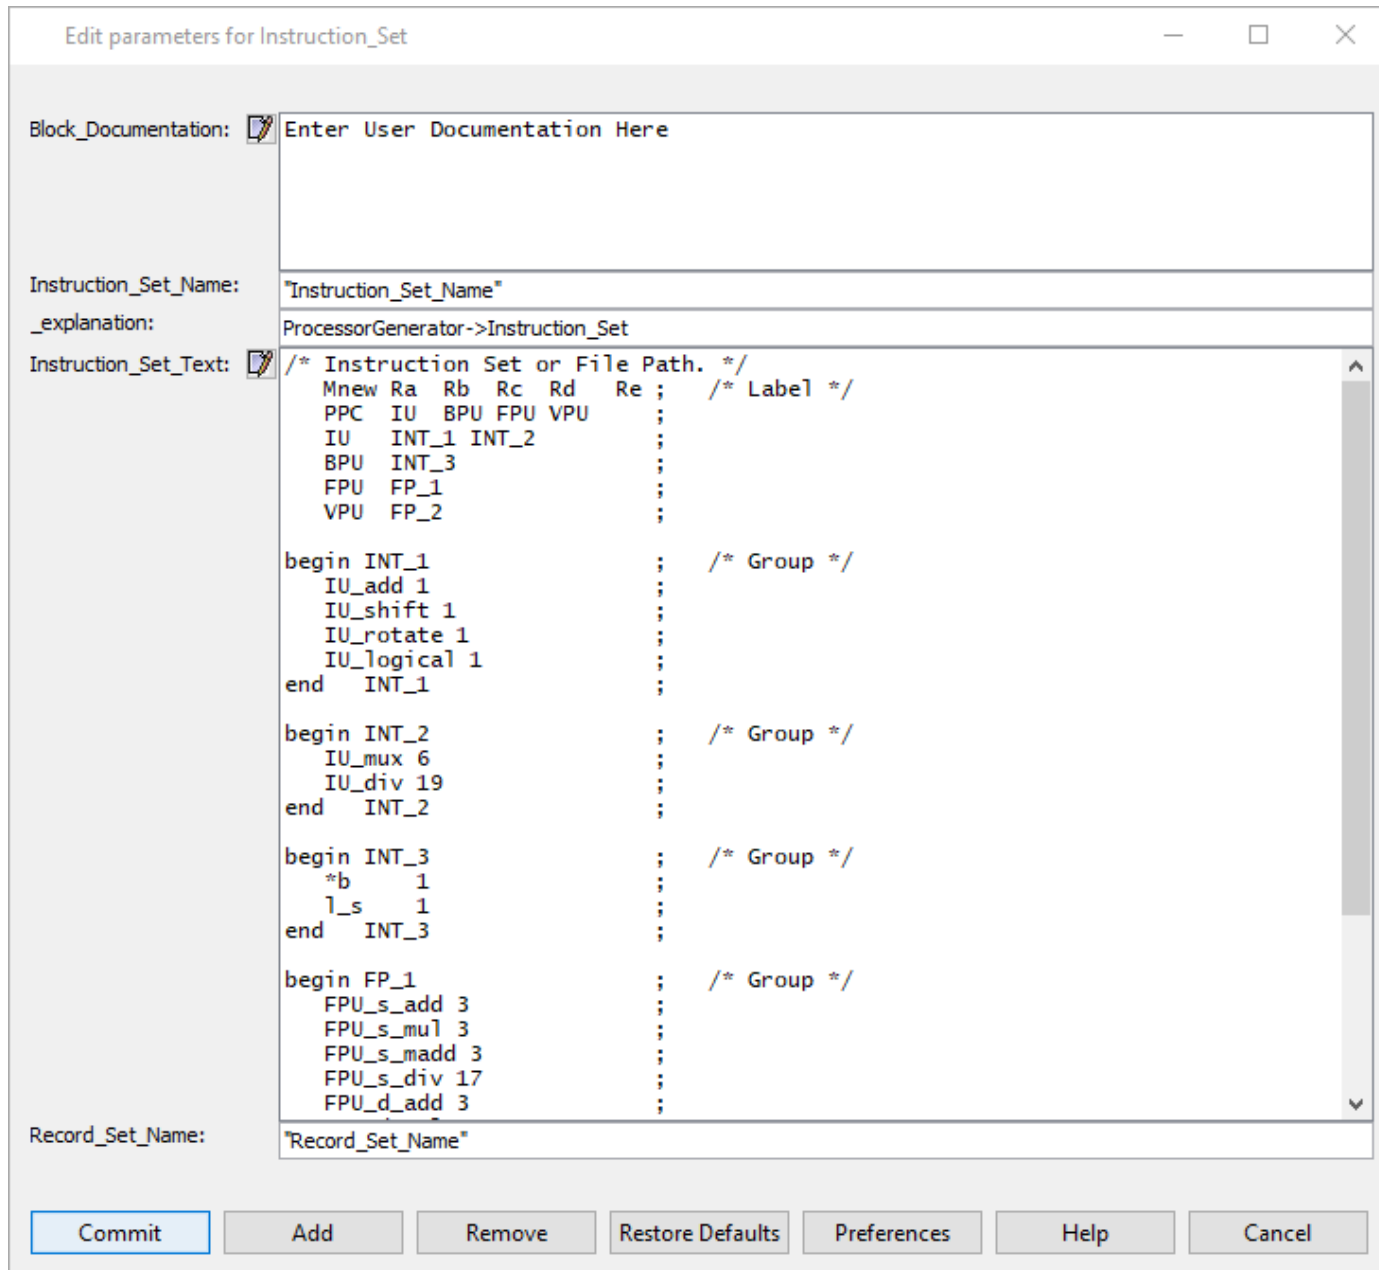 Edit parameters for Instruction_Set
Block_Documentation: Enter User Documentation Here
Instruction_Set_Name: "Instruction_Set_Name"
_explanation: ProcessorGenerator->Instruction_Set
Instruction_Set_Text: /* Instruction Set or File Path. */
Mnew Ra Rb Rc Rd Re ; /* Label */
PPC IU BPU FPU VPU ;
IU INT_1 INT_2 ;
BPU INT_3 ;
FPU FP_1 ;
VPU FP_2 ;
begin INT_1 ; /* Group */
IU_add 1 ;
IU_shift 1 ;
IU_rotate 1 ;
IU_logical 1 ;
end INT_1 ;
begin INT_2 ; /* Group */
IU_mux 6 ;
IU_div 19 ;
end INT_2 ;
begin INT_3 ; /* Group */
*b 1 ;
l_s 1 ;
end INT_3 ;
begin FP_1 ; /* Group */
FPU_s_add 3 ;
FPU_s_mul 3 ;
FPU_s_madd 3 ;
FPU_s_div 17 ;
FPU_d_add 3 ;
Record_Set_Name: "Record_Set_Name"
Commit Add Remove Restore Defaults Preferences Help Cancel